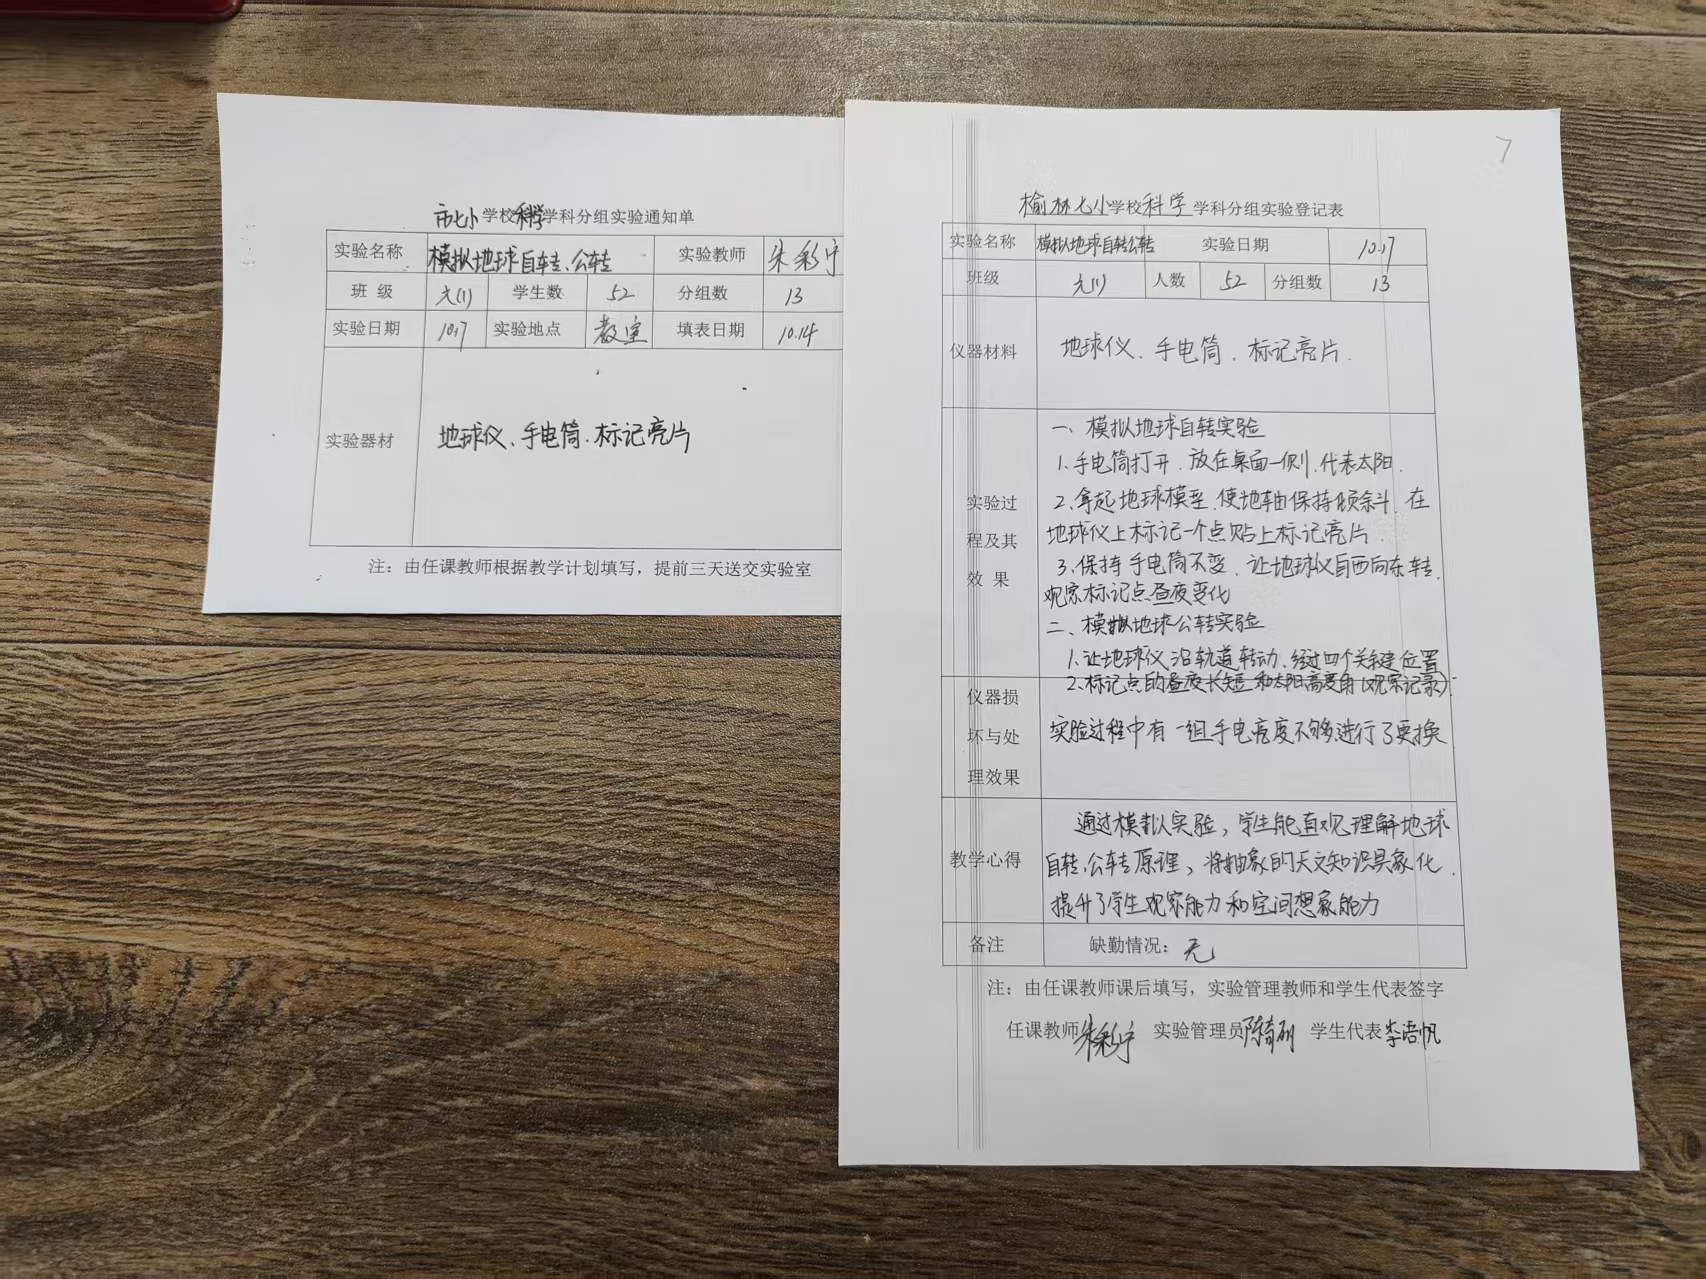 市七小学校科学学科分组实验通知单
实验名称 模拟地球自转、公转 实验教师 朱彩宁
班 级 六(1) 学生数 52 分组数 13
实验日期 10.17 实验地点 教室 填表日期 10.14
实验器材 地球仪、手电筒、标记亮片
注：由任课教师根据教学计划填写，提前三天送交实验室
7
榆林七小学校科学学科分组实验登记表
实验名称 模拟地球自转公转 实验日期 10.17
班级 六(1) 人数 52 分组数 13
仪器材料 地球仪、手电筒、标记亮片.
实验过程及其效果
一、模拟地球自转实验
1.手电筒打开.放在桌面一侧.代表太阳.
2.拿起地球模型.使地轴保持倾斜.在
地球仪上标记一个点贴上标记亮片
3.保持手电筒不变.让地球仪自西向东转.
观察标记点昼夜变化
二、模拟地球公转实验
1.让地球仪沿轨道转动.经过四个关键位置
2.标记点的昼夜长短和太阳高度角(观察记录).
仪器损坏与处理效果
实验过程中有一组手电亮度不够进行了更换
教学心得
通过模拟实验，学生能直观理解地球
自转.公转原理，将抽象的天文知识具象化.
提升了学生观察能力和空间想象能力
备注 缺勤情况：无
注：由任课教师课后填写，实验管理教师和学生代表签字
任课教师朱彩宁 实验管理员 学生代表李语帆